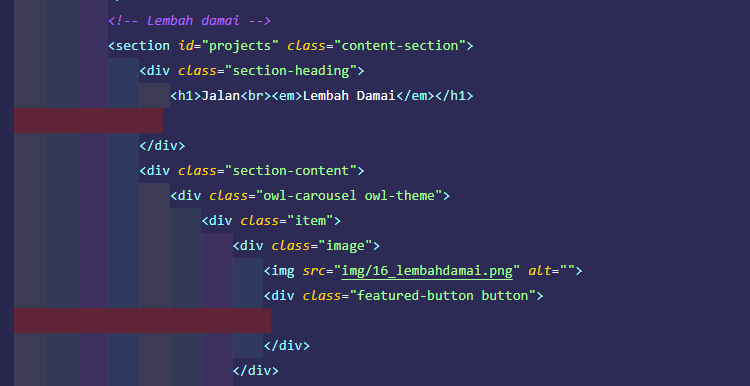 <!-- Lembah damai -->
<section id="projects" class="content-section">
<div class="section-heading">
<h1>Jalan<br><em>Lembah Damai</em></h1>
</div>
<div class="section-content">
<div class="owl-carousel owl-theme">
<div class="item">
<div class="image">
<img src="img/16_lembahdamai.png" alt="">
<div class="featured-button button">
</div>
</div>